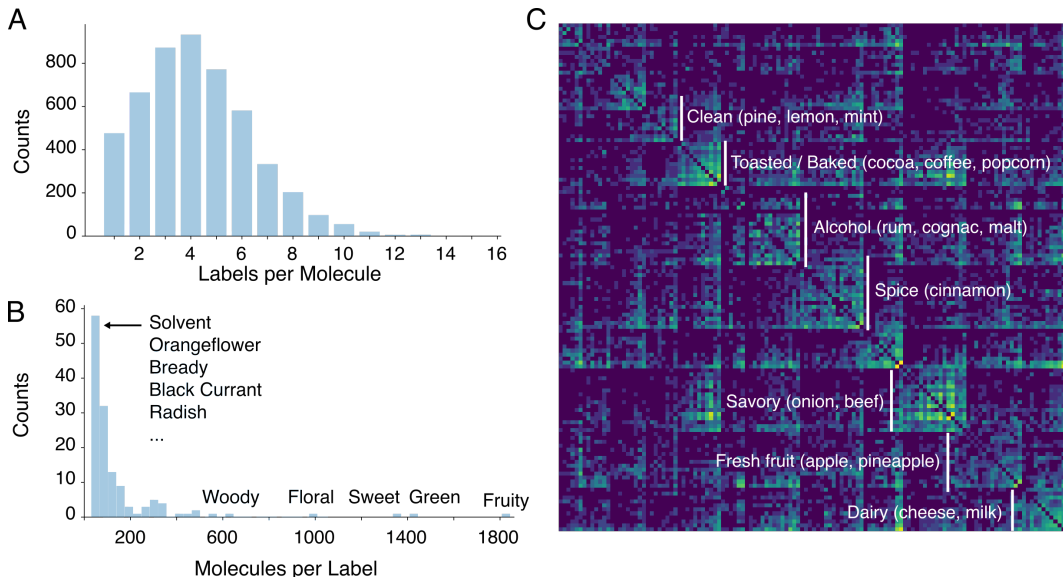 A
Counts
800
600
400
200
0
2 4 6 8 10 12 14 16
Labels per Molecule
B
Counts
60
50
40
30
20
10
0
Solvent
Orangeflower
Bready
Black Currant
Radish
...
Woody Floral Sweet Green Fruity
200 600 1000 1400 1800
Molecules per Label
C
Clean (pine, lemon, mint)
Toasted / Baked (cocoa, coffee, popcorn)
Alcohol (rum, cognac, malt)
Spice (cinnamon)
Savory (onion, beef)
Fresh fruit (apple, pineapple)
Dairy (cheese, milk)